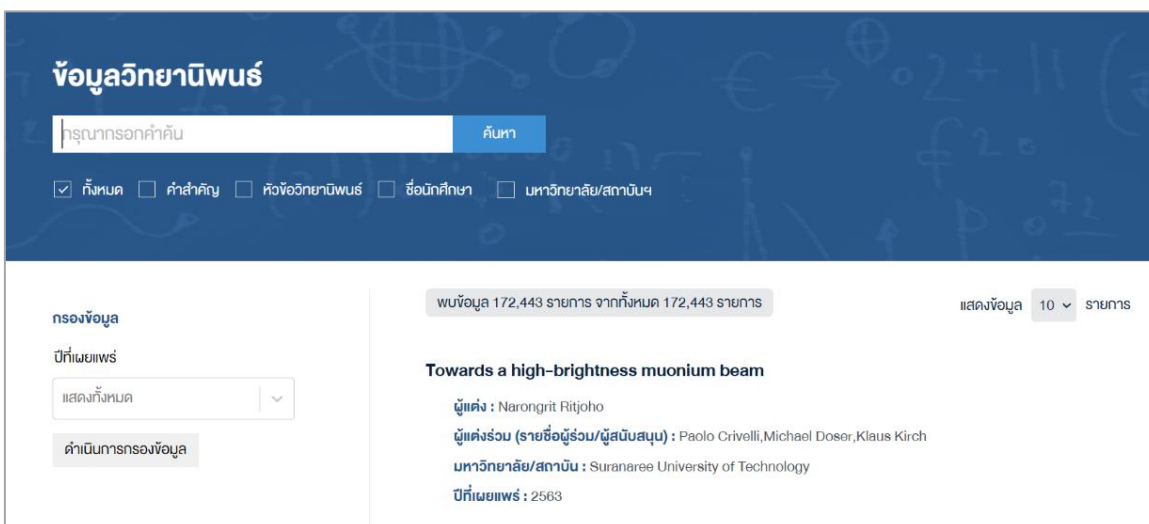 ข้อมูลวิทยานิพนธ์
กรุณากรอกคำค้น ค้นหา
ทั้งหมด คำสำคัญ หัวข้อวิทยานิพนธ์ ชื่อนักศึกษา มหาวิทยาลัย/สถาบันฯ
พบข้อมูล 172,443 รายการ จากทั้งหมด 172,443 รายการ แสดงข้อมูล 10 รายการ
กรองข้อมูล
ปีที่เผยแพร่
แสดงทั้งหมด
ดำเนินการกรองข้อมูล
Towards a high-brightness muonium beam
ผู้แต่ง : Narongrit Ritjoho
ผู้แต่งร่วม (รายชื่อผู้ร่วม/ผู้สนับสนุน) : Paolo Crivelli,Michael Doser,Klaus Kirch
มหาวิทยาลัย/สถาบัน : Suranaree University of Technology
ปีที่เผยแพร่ : 2563